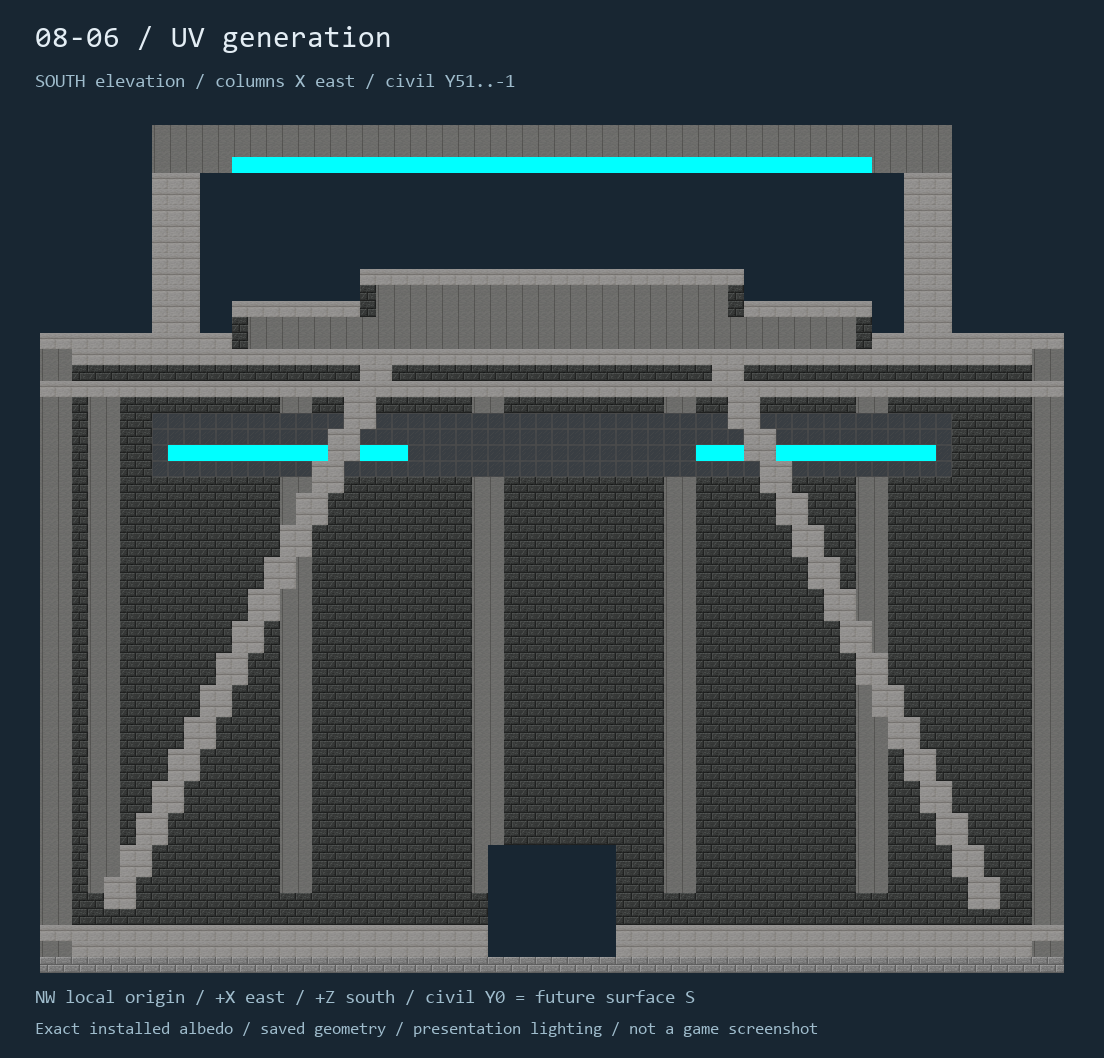 08-06 / UV generation
SOUTH elevation / columns X east / civil Y51..-1
NW local origin / +X east / +Z south / civil Y0 = future surface S
Exact installed albedo / saved geometry / presentation lighting / not a game screenshot